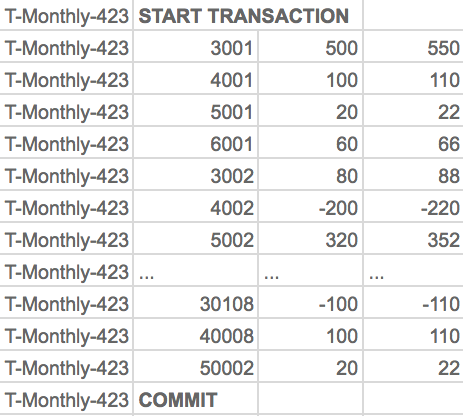 T-Monthly-423 START TRANSACTION
T-Monthly-423 3001 500 550
T-Monthly-423 4001 100 110
T-Monthly-423 5001 20 22
T-Monthly-423 6001 60 66
T-Monthly-423 3002 80 88
T-Monthly-423 4002 -200 -220
T-Monthly-423 5002 320 352
T-Monthly-423 ... ... ...
T-Monthly-423 30108 -100 -110
T-Monthly-423 40008 100 110
T-Monthly-423 50002 20 22
T-Monthly-423 COMMIT